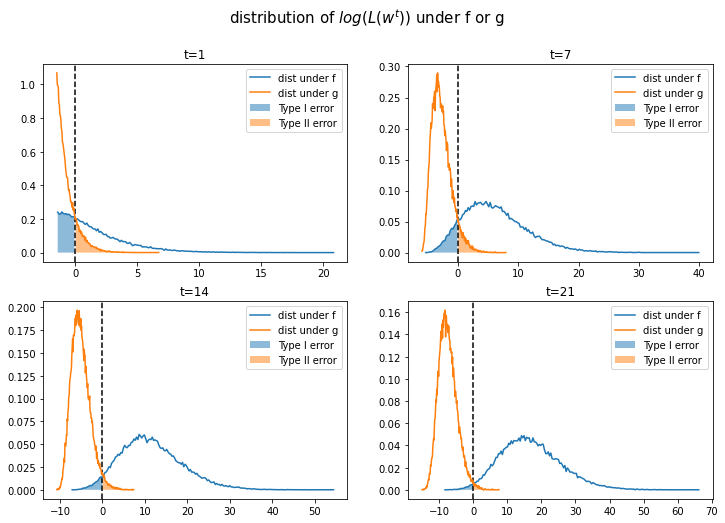 distribution of log(L(w^t)) under f or g
t=1
dist under f
dist under g
Type I error
Type II error
1.0
0.8
0.6
0.4
0.2
0.0
0 5 10 15 20
t=7
dist under f
dist under g
Type I error
Type II error
0.30
0.25
0.20
0.15
0.10
0.05
0.00
0 10 20 30 40
t=14
dist under f
dist under g
Type I error
Type II error
0.200
0.175
0.150
0.125
0.100
0.075
0.050
0.025
0.000
−10 0 10 20 30 40 50
t=21
dist under f
dist under g
Type I error
Type II error
0.16
0.14
0.12
0.10
0.08
0.06
0.04
0.02
0.00
−10 0 10 20 30 40 50 60 70